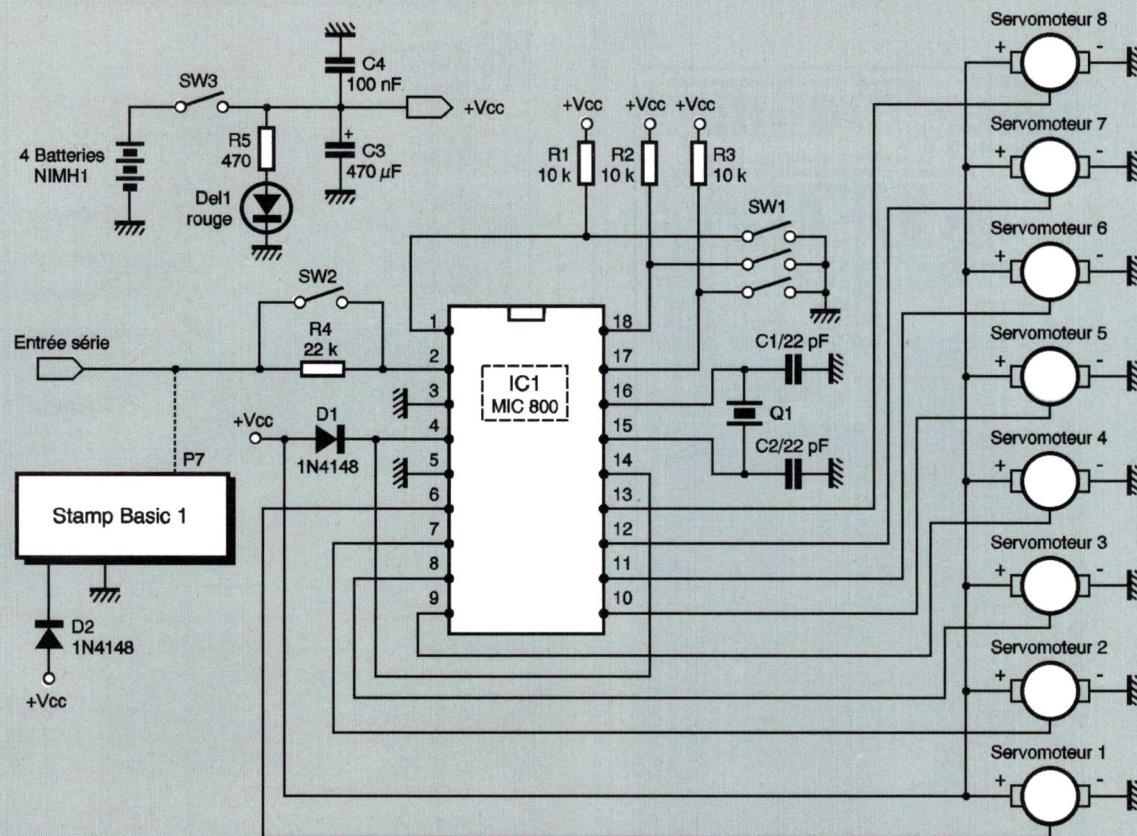 Servomoteur 8
+ -
C4
100 nF
SW3
+Vcc
+Vcc +Vcc +Vcc
R5
470
+
C3
470 µF
4 Batteries
NIMH1
R1
10 k
R2
10 k
R3
10 k
Servomoteur 7
+ -
Del1
rouge
SW1
Servomoteur 6
+ -
SW2
R4
22 k
Entrée série
1
2
3
4
5
6
7
8
9
IC1
MIC 800
18
17
16
15
14
13
12
11
10
C1/22 pF
Q1
C2/22 pF
Servomoteur 5
+ -
+Vcc
D1
1N4148
Servomoteur 4
+ -
P7
Stamp Basic 1
Servomoteur 3
+ -
D2
1N4148
+Vcc
Servomoteur 2
+ -
Servomoteur 1
+ -